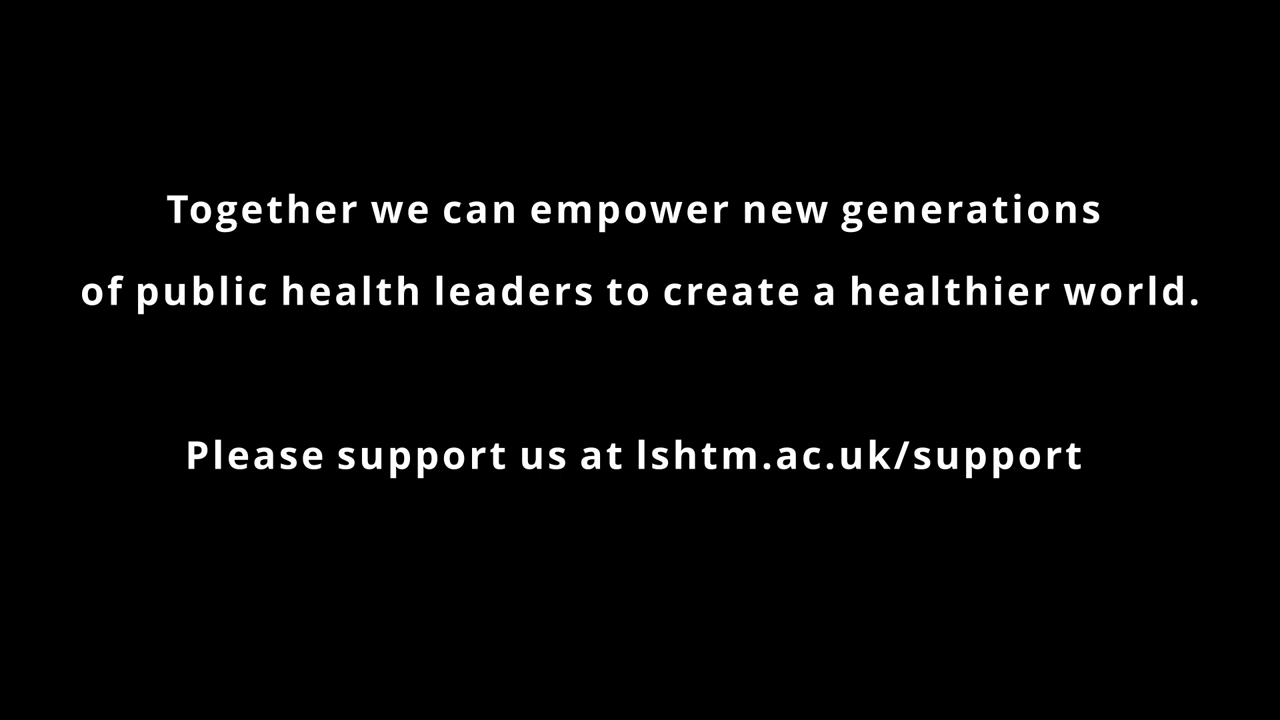 Together we can empower new generations
of public health leaders to create a healthier world.
Please support us at lshtm.ac.uk/support